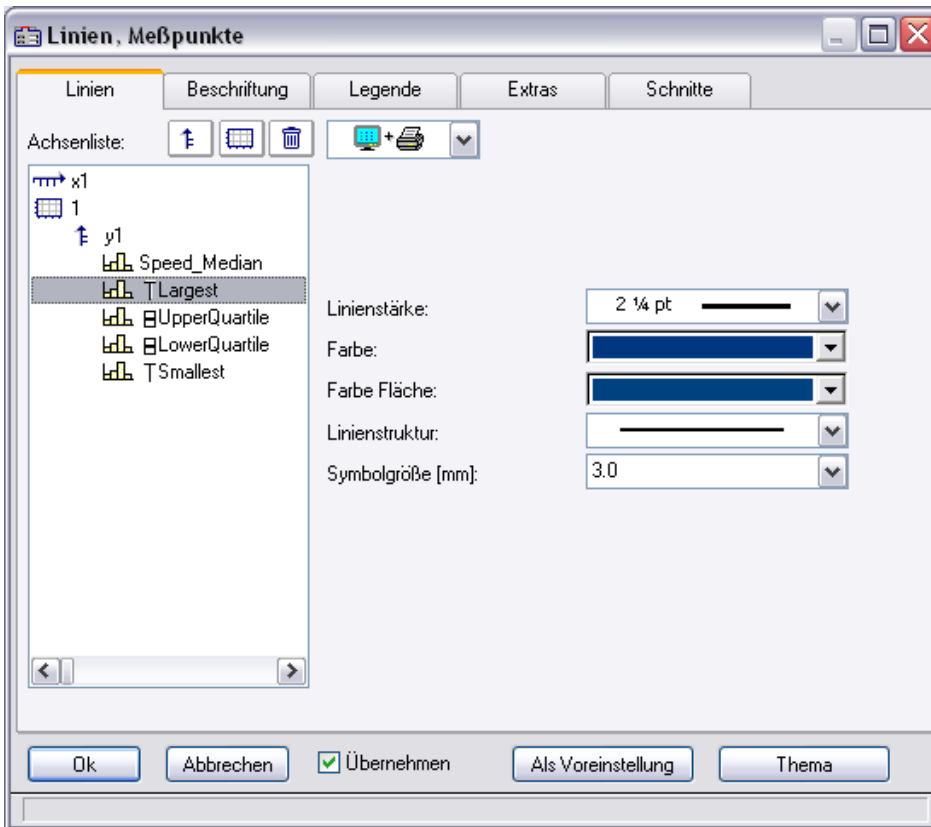 Linien, Meßpunkte
Linien
Beschriftung
Legende
Extras
Schnitte
Achsenliste:
x1
1
y1
Speed_Median
Largest
UpperQuartile
LowerQuartile
Smallest
Linienstärke:
2 ¼ pt
Farbe:
Farbe Fläche:
Linienstruktur:
Symbolgröße [mm]:
3.0
Ok
Abbrechen
Übernehmen
Als Voreinstellung
Thema